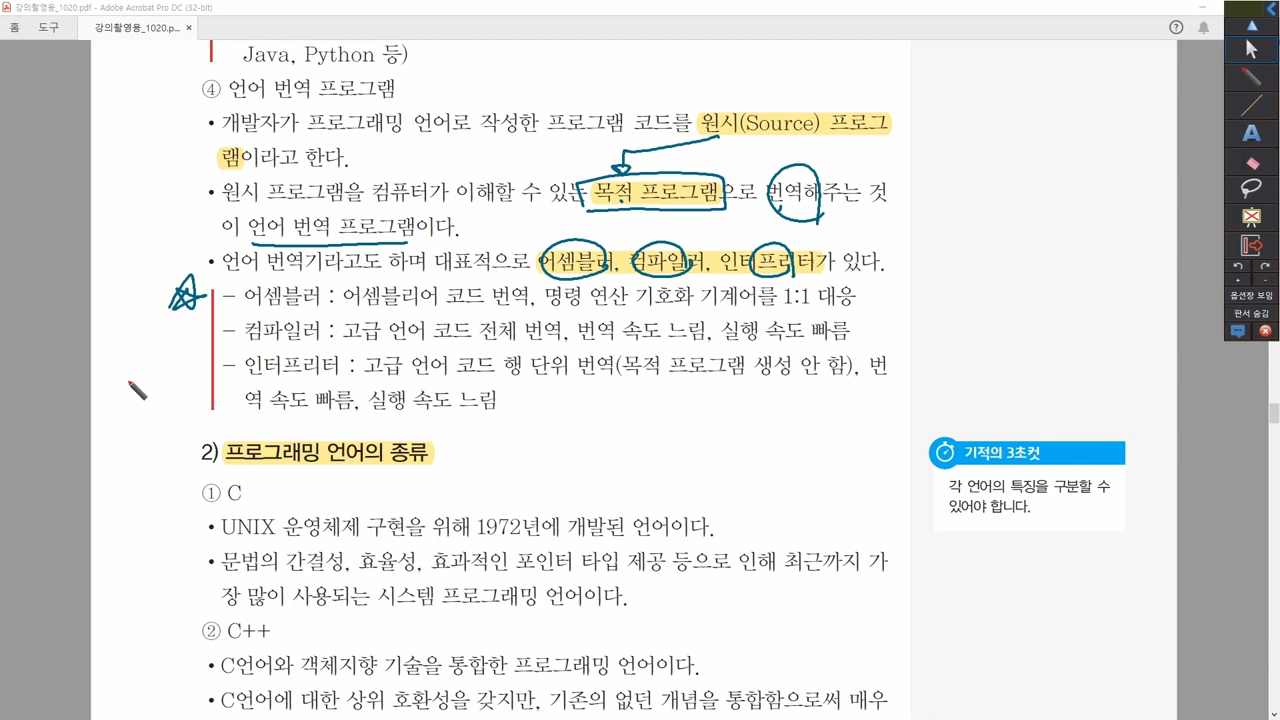 강의촬영용_1020.pdf - Adobe Acrobat Pro DC (32-bit)
홈 도구 강의촬영용_1020.p... ×
Java, Python 등)
④ 언어 번역 프로그램
• 개발자가 프로그래밍 언어로 작성한 프로그램 코드를 원시(Source) 프로그
램이라고 한다.
• 원시 프로그램을 컴퓨터가 이해할 수 있는 목적 프로그램으로 번역해주는 것
이 언어 번역 프로그램이다.
• 언어 번역기라고도 하며 대표적으로 어셈블러, 컴파일러, 인터프리터가 있다.
– 어셈블러 : 어셈블리어 코드 번역, 명령 연산 기호화 기계어를 1:1 대응
– 컴파일러 : 고급 언어 코드 전체 번역, 번역 속도 느림, 실행 속도 빠름
– 인터프리터 : 고급 언어 코드 행 단위 번역(목적 프로그램 생성 안 함), 번
역 속도 빠름, 실행 속도 느림
2) 프로그래밍 언어의 종류
① C
• UNIX 운영체제 구현을 위해 1972년에 개발된 언어이다.
• 문법의 간결성, 효율성, 효과적인 포인터 타입 제공 등으로 인해 최근까지 가
장 많이 사용되는 시스템 프로그래밍 언어이다.
② C++
• C언어와 객체지향 기술을 통합한 프로그래밍 언어이다.
• C언어에 대한 상위 호환성을 갖지만, 기존의 없던 개념을 통합함으로써 매우
기적의 3초컷
각 언어의 특징을 구분할 수
있어야 합니다.
A
+ -
옵션장 보임
판서 숨김